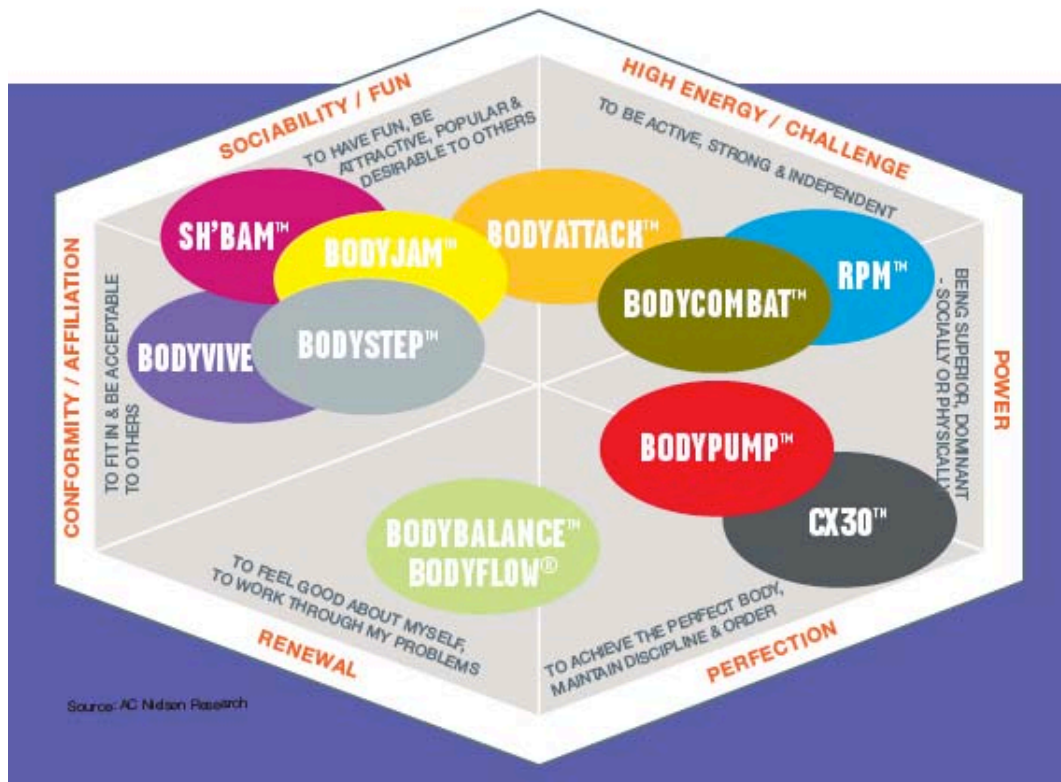 SOCIABILITY / FUN
TO HAVE FUN, BE
ATTRACTIVE, POPULAR &
DESIRABLE TO OTHERS
HIGH ENERGY / CHALLENGE
TO BE ACTIVE, STRONG & INDEPENDENT
SH'BAM™
BODYJAM™
BODYATTACK™
RPM™
BODYCOMBAT™
BODYVIVE
BODYSTEP™
CONFORMITY / AFFILIATION
TO FIT IN & BE ACCEPTABLE
TO OTHERS
POWER
BEING SUPERIOR, DOMINANT
- SOCIALLY OR PHYSICALLY
BODYPUMP™
CX30™
BODYBALANCE™
BODYFLOW®
TO FEEL GOOD ABOUT MYSELF,
TO WORK THROUGH MY PROBLEMS
RENEWAL
TO ACHIEVE THE PERFECT BODY,
MAINTAIN DISCIPLINE & ORDER
PERFECTION
Source: AC Nielsen Research